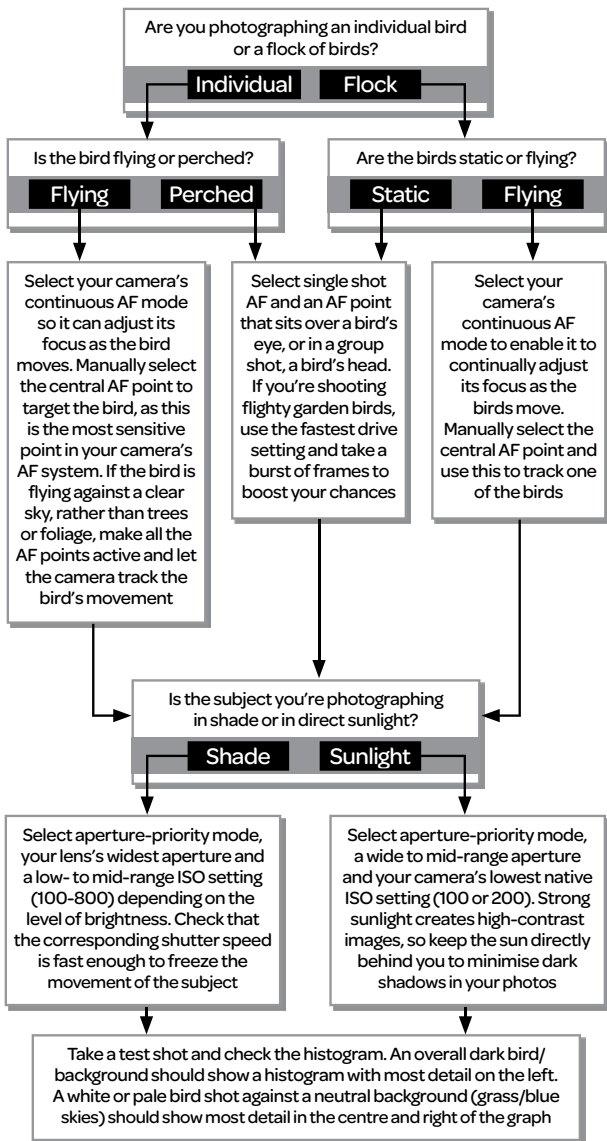 Are you photographing an individual bird
or a flock of birds?
Individual Flock
Is the bird flying or perched?
Flying Perched
Are the birds static or flying?
Static Flying
Select your camera's
continuous AF mode
so it can adjust its
focus as the bird
moves. Manually select
the central AF point to
target the bird, as this
is the most sensitive
point in your camera's
AF system. If the bird is
flying against a clear
sky, rather than trees
or foliage, make all the
AF points active and let
the camera track the
bird's movement
Select single shot
AF and an AF point
that sits over a bird's
eye, or in a group
shot, a bird's head.
If you're shooting
flighty garden birds,
use the fastest drive
setting and take a
burst of frames to
boost your chances
Select your
camera's
continuous AF
mode to enable it to
continually adjust
its focus as the
birds move.
Manually select the
central AF point and
use this to track one
of the birds
Is the subject you're photographing
in shade or in direct sunlight?
Shade Sunlight
Select aperture-priority mode,
your lens's widest aperture and
a low- to mid-range ISO setting
(100-800) depending on the
level of brightness. Check that
the corresponding shutter speed
is fast enough to freeze the
movement of the subject
Select aperture-priority mode,
a wide to mid-range aperture
and your camera's lowest native
ISO setting (100 or 200). Strong
sunlight creates high-contrast
images, so keep the sun directly
behind you to minimise dark
shadows in your photos
Take a test shot and check the histogram. An overall dark bird/
background should show a histogram with most detail on the left.
A white or pale bird shot against a neutral background (grass/blue
skies) should show most detail in the centre and right of the graph